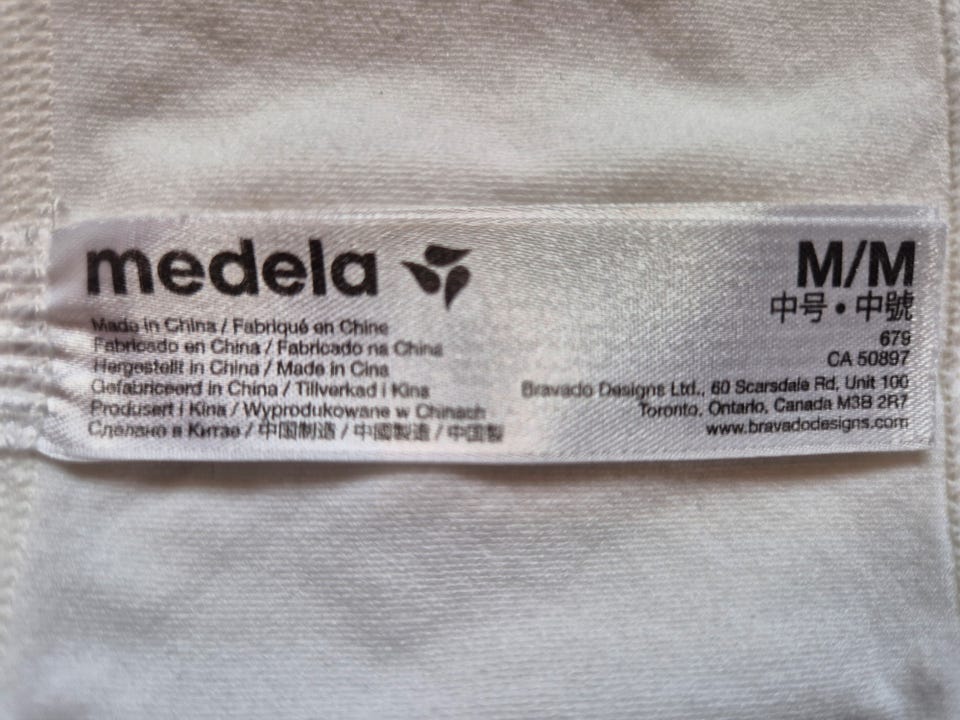 medela
Made in China / Fabriqué en Chine
Fabricado en China / Fabricado na China
Hergestellt in China / Made in Cina
Gefabriceerd in China / Tillverkad i Kina
Produsert i Kina / Wyprodukowane w Chinach
Сделано в Китае / 中国制造 / 中國製造 / 中国製
M/M
中号 • 中號
679
CA 50897
Bravado Designs Ltd., 60 Scarsdale Rd, Unit 100
Toronto, Ontario, Canada M3B 2R7
www.bravadodesigns.com